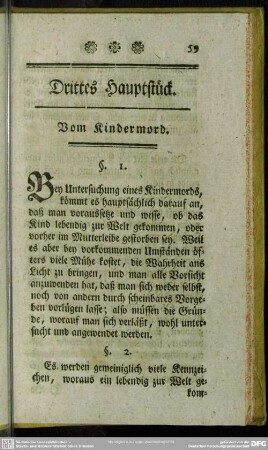 59
Drittes Hauptstück.
Vom Kindermord.
§. 1.
Bey Untersuchung eines Kindermords,
kömmt es hauptsächlich darauf an,
daß man voraussetze und wisse, ob das
Kind lebendig zur Welt gekommen, oder
vorher im Mutterleibe gestorben sey. Weil
es aber bey vorkommenden Umständen öf-
ters viele Mühe kostet, die Wahrheit ans
Licht zu bringen, und man alle Vorsicht
anzuwenden hat, daß man sich weder selbst,
noch von andern durch scheinbares Vorge-
ben vorlügen lasse; also müssen die Grün-
de, worauf man sich verläßt, wohl unter-
sucht und angewendet werden.
§. 2.
Es werden gemeiniglich viele Kennzei-
chen, woraus ein lebendig zur Welt ge-
kom-